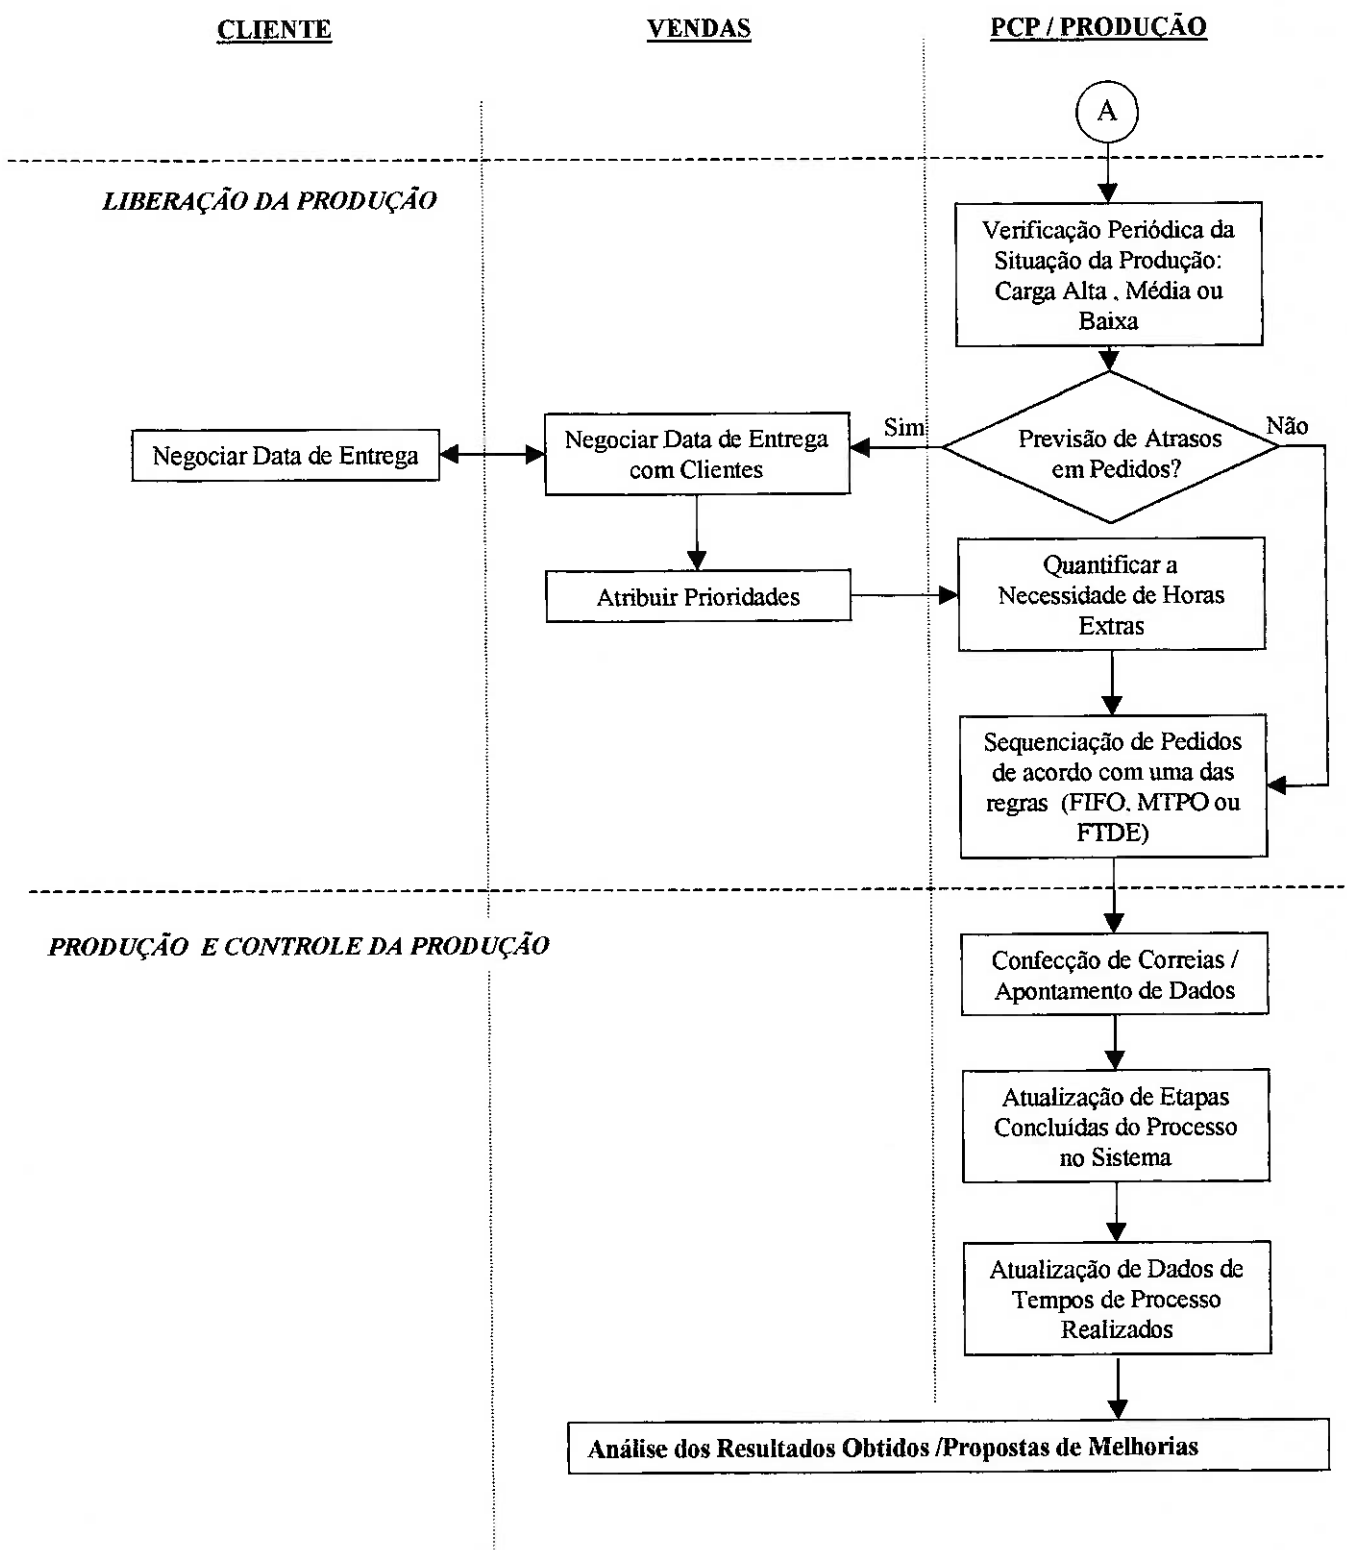 CLIENTE
VENDAS
PCP / PRODUÇÃO
A
LIBERAÇÃO DA PRODUÇÃO
Verificação Periódica da
Situação da Produção:
Carga Alta , Média ou
Baixa
Previsão de Atrasos
em Pedidos?
Sim
Não
Negociar Data de Entrega
com Clientes
Negociar Data de Entrega
Atribuir Prioridades
Quantificar a
Necessidade de Horas
Extras
Sequenciação de Pedidos
de acordo com uma das
regras (FIFO, MTPO ou
FTDE)
PRODUÇÃO E CONTROLE DA PRODUÇÃO
Confecção de Correias /
Apontamento de Dados
Atualização de Etapas
Concluídas do Processo
no Sistema
Atualização de Dados de
Tempos de Processo
Realizados
Análise dos Resultados Obtidos /Propostas de Melhorias